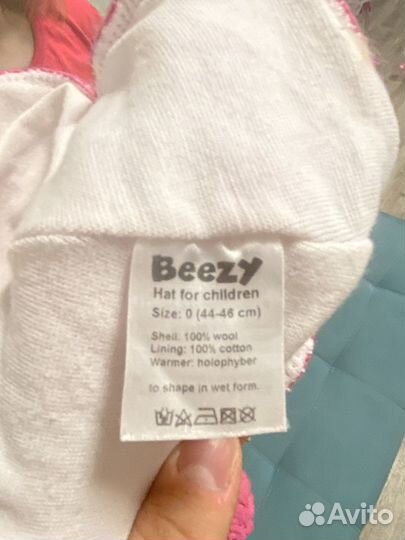 Beezy
Hat for children
Size: 0 (44-46 cm)
Shell: 100% wool
Lining: 100% cotton
Warmer: holophyber
to shape in wet form.
Avito